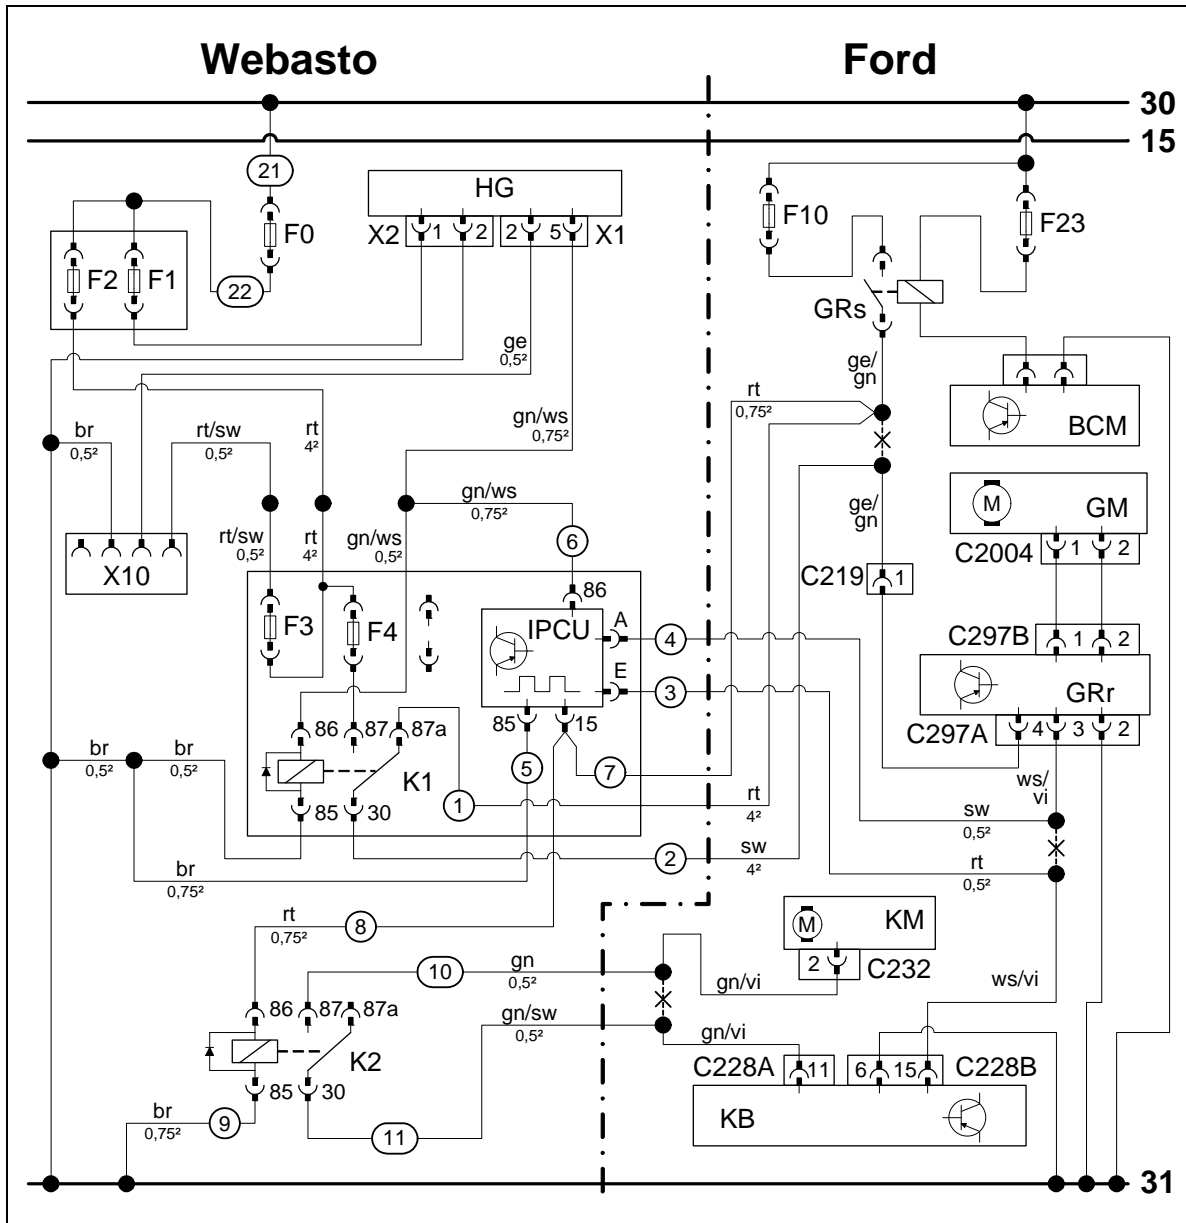 Webasto Ford
30
15
21
HG
F0 X2 1 2 2 5 X1 F10 F23
F2 F1 22
GRs
ge
0,5²
ge/
gn
rt
0,75²
gn/ws
0,75²
BCM
br
0,5²
rt/sw
0,5²
rt
4²
gn/ws
0,75²
M GM
ge/
gn
rt/sw
0,5²
rt
4²
gn/ws
0,5²
6
C2004 1 2
X10
C219 1
86
F3 F4 IPCU A 4
C297B 1 2
E 3
GRr
86 87 87a 85 15
C297A 4 3 2
br
0,5²
br
0,5²
5 7
K1
1
rt
4²
ws/
vi
85 30
sw
0,5²
br
0,75²
2
sw
4²
rt
0,5²
rt
0,75²
8
M KM
10
gn
0,5²
2 C232
gn/vi
ws/vi
86 87 87a
gn/sw
0,5²
gn/vi
K2
C228A 11 6 15 C228B
85 30
br
0,75²
9
11
KB
31